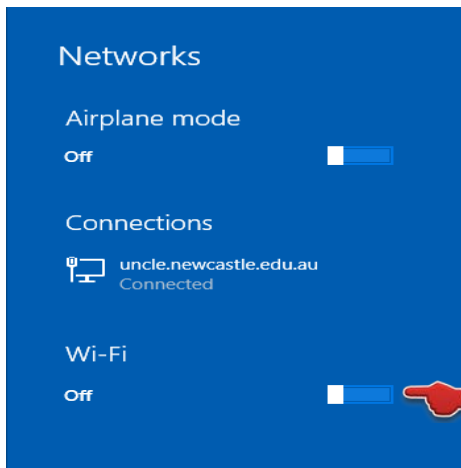 Networks
Airplane mode
Off
Connections
uncle.newcastle.edu.au
Connected
Wi-Fi
Off